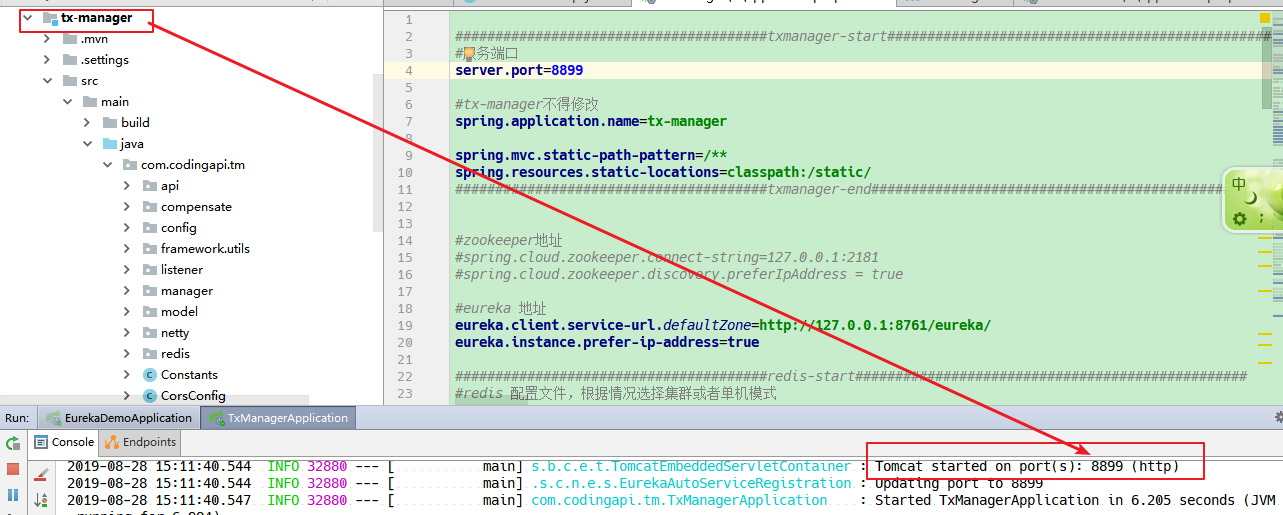 tx-manager
.mvn
.settings
src
main
build
java
com.codingapi.tm
api
compensate
config
framework.utils
listener
manager
model
netty
redis
Constants
CorsConfig
1
2 #######################################txmanager-start################################################
3 #服务端口
4 server.port=8899
5
6 #tx-manager不得修改
7 spring.application.name=tx-manager
8
9 spring.mvc.static-path-pattern=/**
10 spring.resources.static-locations=classpath:/static/
11 #######################################txmanager-end################################################
12
13
14 #zookeeper地址
15 #spring.cloud.zookeeper.connect-string=127.0.0.1:2181
16 #spring.cloud.zookeeper.discovery.preferIpAddress = true
17
18 #eureka 地址
19 eureka.client.service-url.defaultZone=http://127.0.0.1:8761/eureka/
20 eureka.instance.prefer-ip-address=true
21
22 #######################################redis-start#################################################
23 #redis 配置文件，根据情况选择集群或者单机模式
中
;
Run: EurekaDemoApplication TxManagerApplication
Console Endpoints
2019-08-28 15:11:40.544 INFO 32880 --- [ main] s.b.c.e.t.TomcatEmbeddedServletContainer : Tomcat started on port(s): 8899 (http)
2019-08-28 15:11:40.544 INFO 32880 --- [ main] .s.c.n.e.s.EurekaAutoServiceRegistration : Updating port to 8899
2019-08-28 15:11:40.547 INFO 32880 --- [ main] com.codingapi.tm.TxManagerApplication : Started TxManagerApplication in 6.205 seconds (JVM